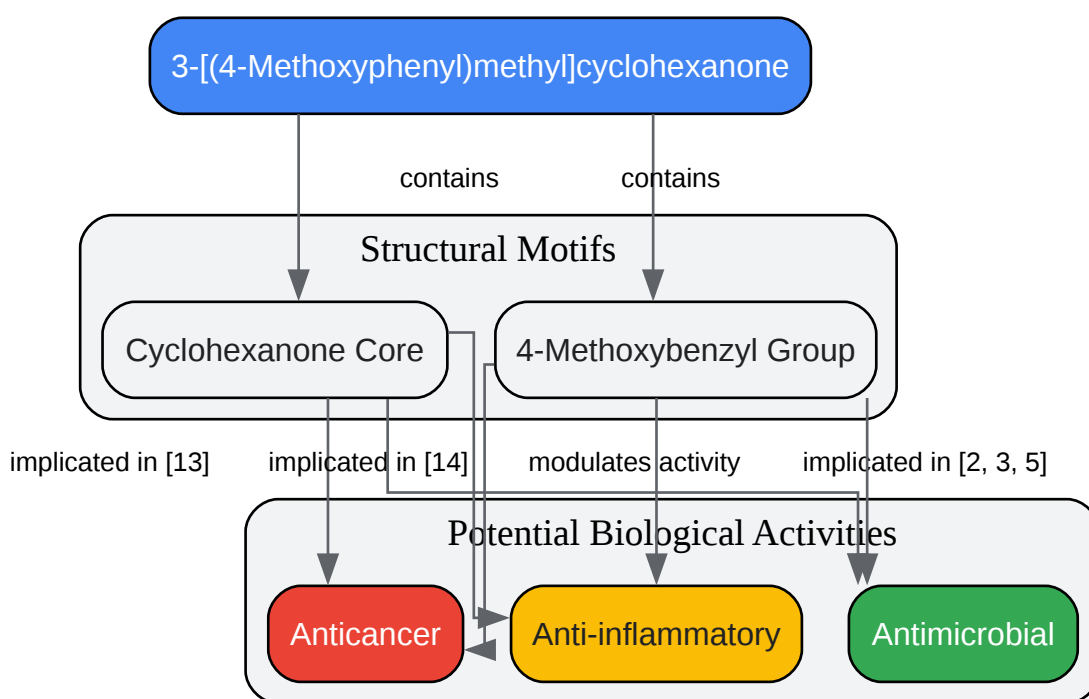 3-[(4-Methoxyphenyl)methyl]cyclohexanone
contains
contains
Structural Motifs
Cyclohexanone Core
4-Methoxybenzyl Group
implicated in [13]
implicated in [14]
modulates activity
implicated in [2, 3, 5]
Potential Biological Activities
Anticancer
Anti-inflammatory
Antimicrobial